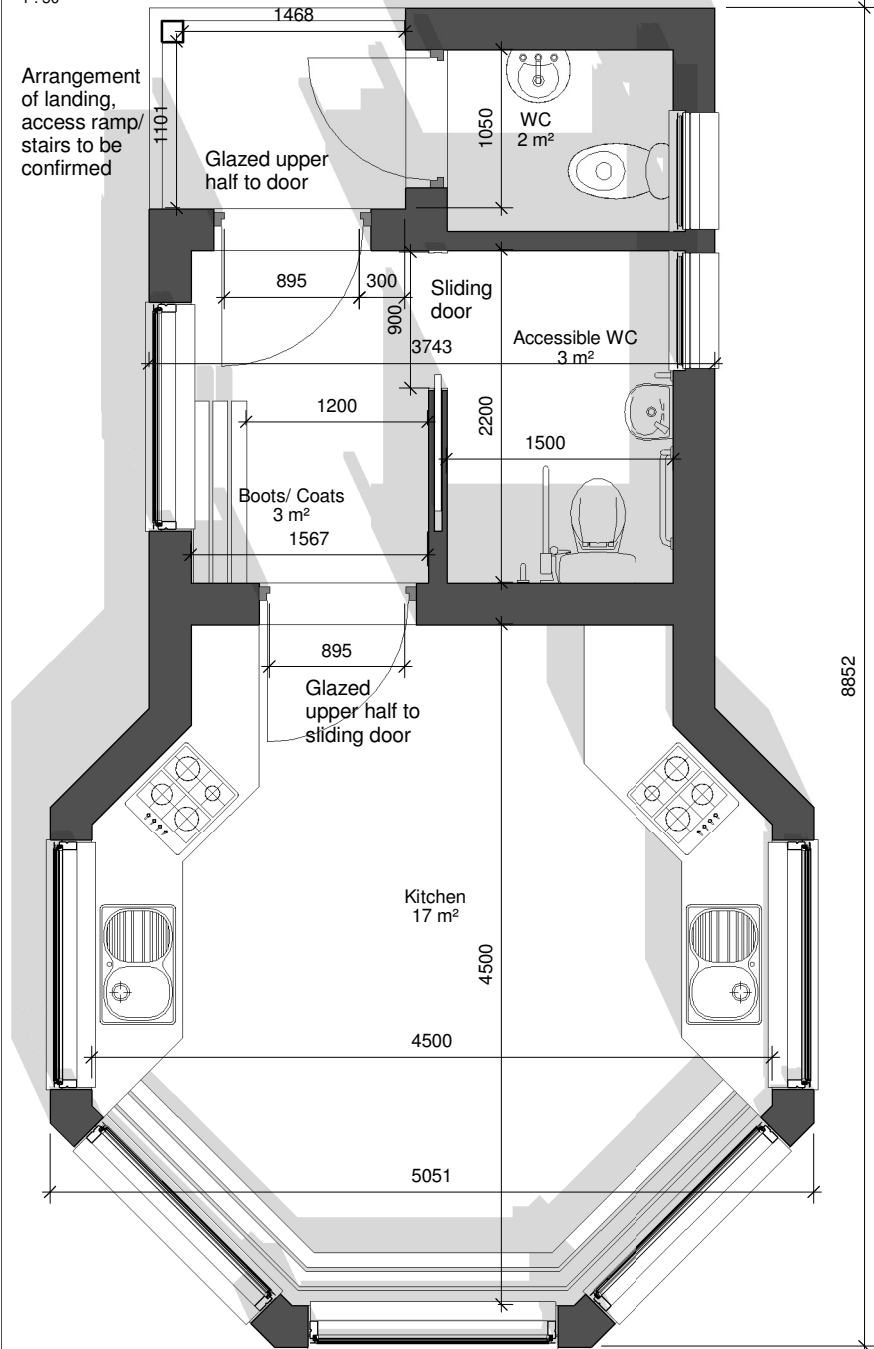 1468
Arrangement
of landing,
access ramp/
stairs to be
confirmed
1101
Glazed upper
half to door
1050
WC
2 m²
895
300
900
Sliding
door
3743
Accessible WC
3 m²
1200
2200
1500
Boots/ Coats
3 m²
1567
895
Glazed
upper half to
sliding door
8852
Kitchen
17 m²
4500
4500
5051